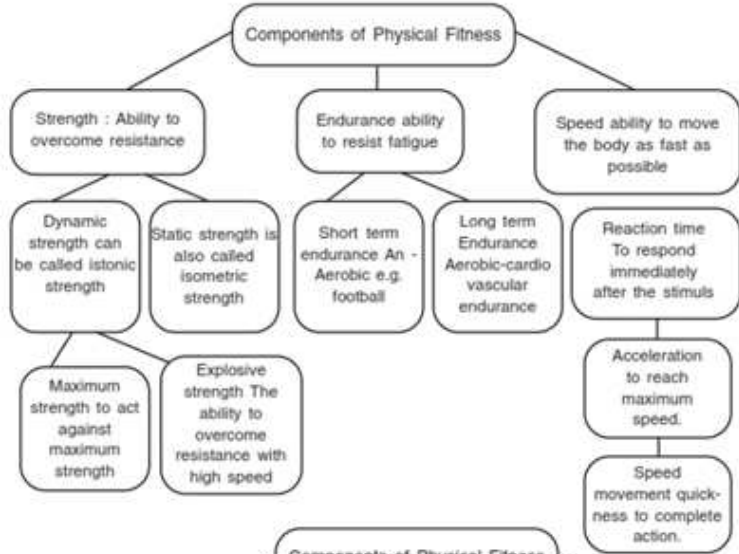 Components of Physical Fitness
Strength : Ability to
overcome resistance
Endurance ability
to resist fatigue
Speed ability to move
the body as fast as
possible
Dynamic
strength can
be called istonic
strength
Static strength is
also called
isometric
strength
Short term
endurance An -
Aerobic e.g.
football
Long term
Endurance
Aerobic-cardio
vascular
endurance
Reaction time
To respond
immediately
after the stimuls
Maximum
strength to act
against
maximum
strength
Explosive
strength The
ability to
overcome
resistance with
high speed
Acceleration
to reach
maximum
speed.
Speed
movement quick-
ness to complete
action.
Components of Physical Fitness